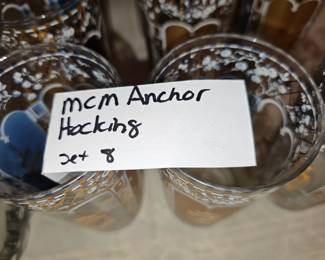 mcm Anchor
Hocking
set 8